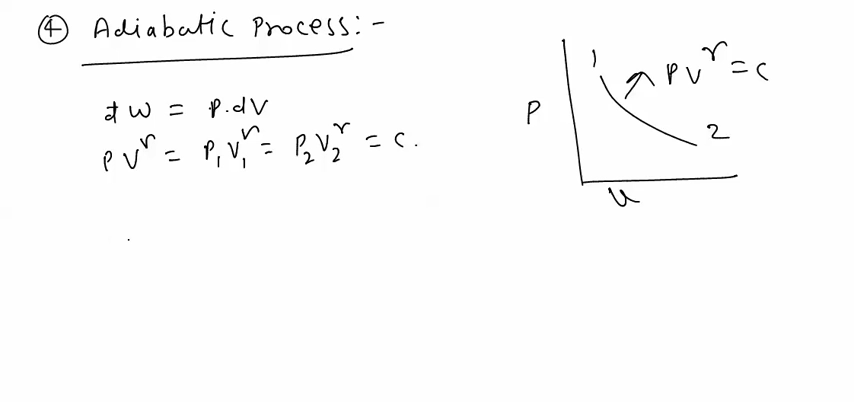 ④ Adiabatic Process:-
đw = P.dV
PV^γ = P₁V₁^γ = P₂V₂^γ = C.
1
PV^γ = C
P
2